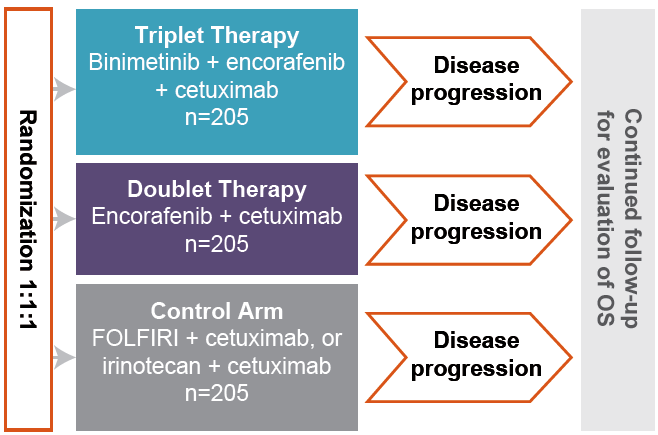 Randomization 1:1:1
Triplet Therapy
Binimetinib + encorafenib
+ cetuximab
n=205
Disease
progression
Doublet Therapy
Encorafenib + cetuximab
n=205
Disease
progression
Control Arm
FOLFIRI + cetuximab, or
irinotecan + cetuximab
n=205
Disease
progression
Continued follow-up
for evaluation of OS